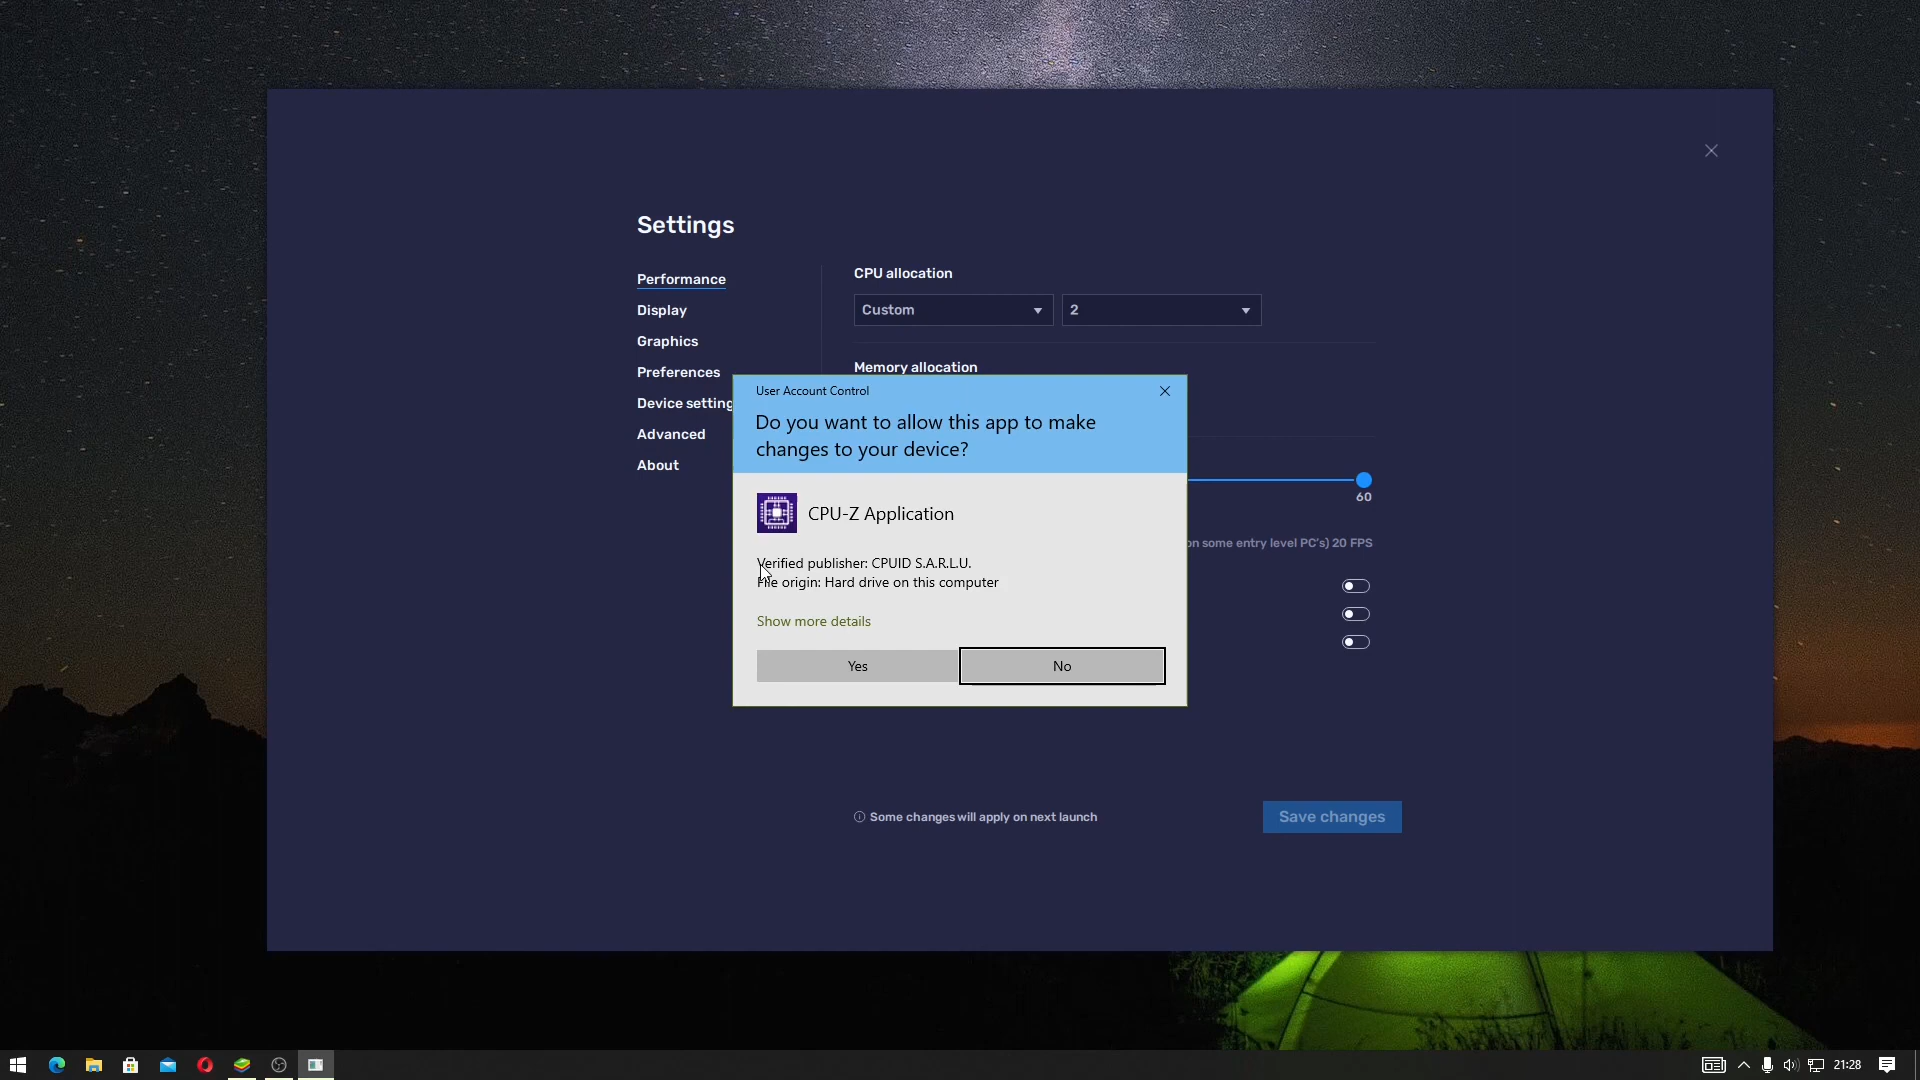 Settings
Performance
Display
Graphics
Preferences
Device setting
Advanced
About
CPU allocation
Custom
2
Memory allocation
User Account Control
Do you want to allow this app to make
changes to your device?
CPU-Z Application
Verified publisher: CPUID S.A.R.L.U.
File origin: Hard drive on this computer
Show more details
Yes
No
60
on some entry level PC's) 20 FPS
Some changes will apply on next launch
Save changes
21:28